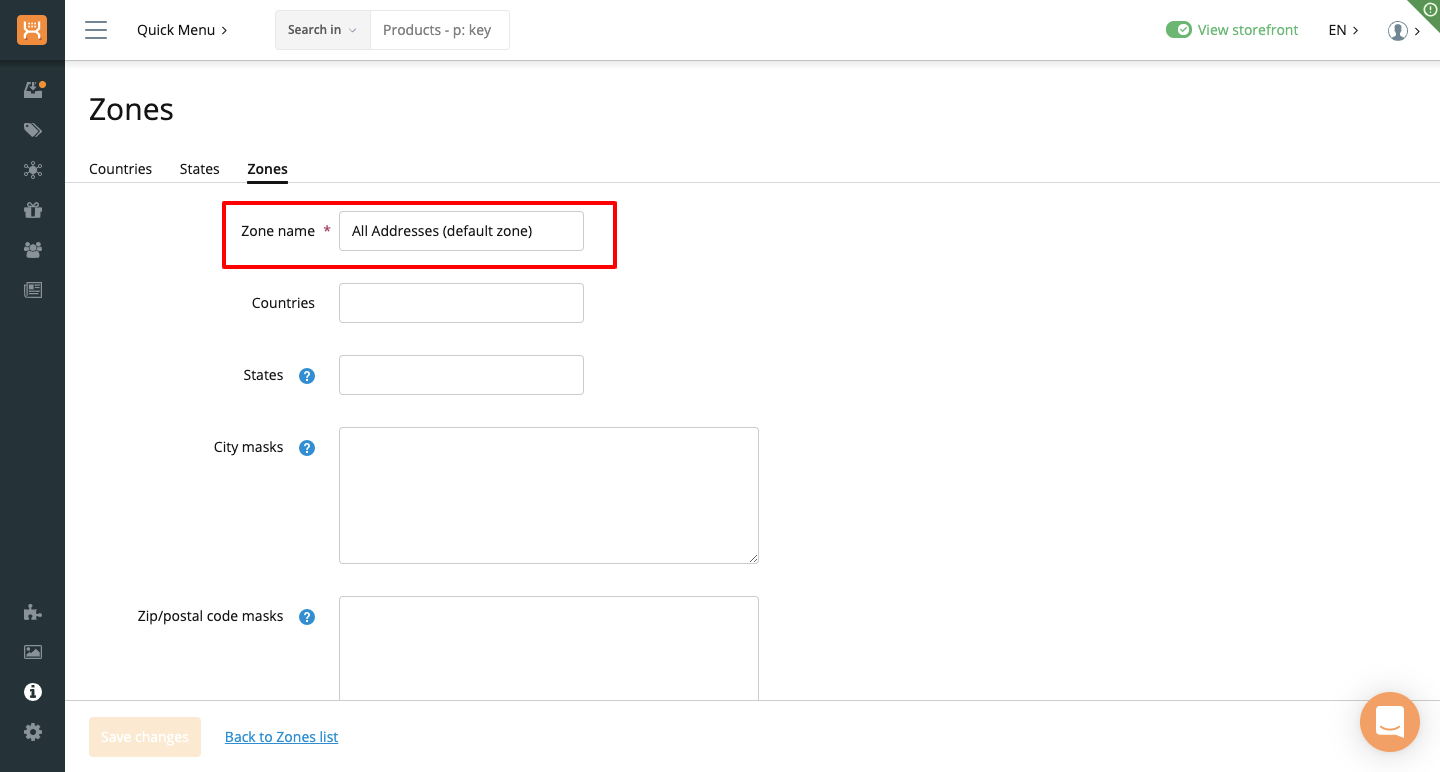 Quick Menu
Search in
Products - p: key
View storefront
EN
Zones
Countries
States
Zones
Zone name *
All Addresses (default zone)
Countries
States
City masks
Zip/postal code masks
Save changes
Back to Zones list